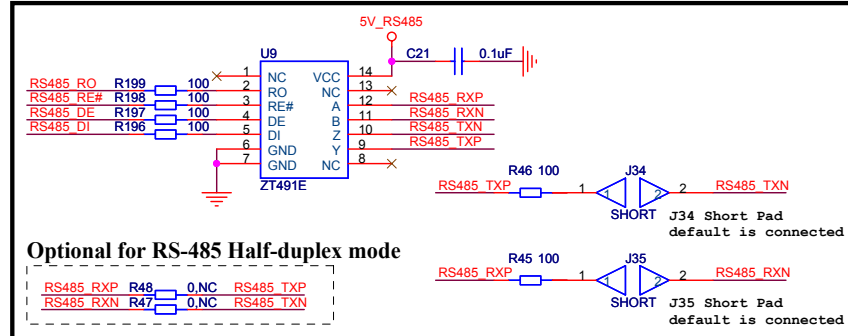 5V_RS485
U9
C21 0.1uF
1 NC VCC 14
RS485_RO R199 100 2 RO NC 13
RS485_RE# R198 100 3 RE# A 12 RS485_RXP
RS485_DE R197 100 4 DE B 11 RS485_RXN
RS485_DI R196 100 5 DI Z 10 RS485_TXN
6 GND Y 9 RS485_TXP
7 GND NC 8
ZT491E
R46 100 J34
RS485_TXP 1 1 2 2 RS485_TXN
SHORT J34 Short Pad
default is connected
Optional for RS-485 Half-duplex mode
R45 100 J35
RS485_RXP 1 1 2 2 RS485_RXN
SHORT J35 Short Pad
default is connected
RS485_RXP R48 0,NC RS485_TXP
RS485_RXN R47 0,NC RS485_TXN